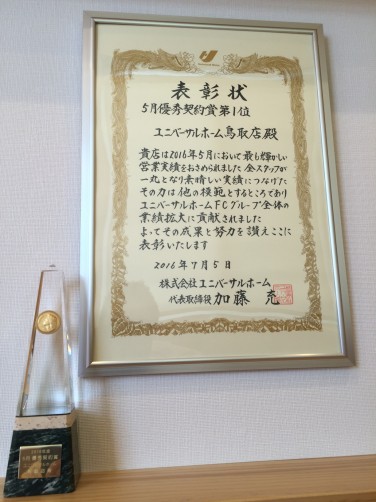 表彰状
5月優秀契約賞第1位
ユニバーサルホーム鳥取店殿
貴店は2016年5月において最も輝かしい
営業実績をおさめられました 全スタッフが
一丸となり素晴しい実績につなげた
その力は他の模範とするところであり
ユニバーサルホームFCグループ全体の
業績拡大に貢献されました
よってその成果と努力を讃えここに
表彰いたします
2016年7月5日
株式会社ユニバーサルホーム
代表取締役 加藤 充